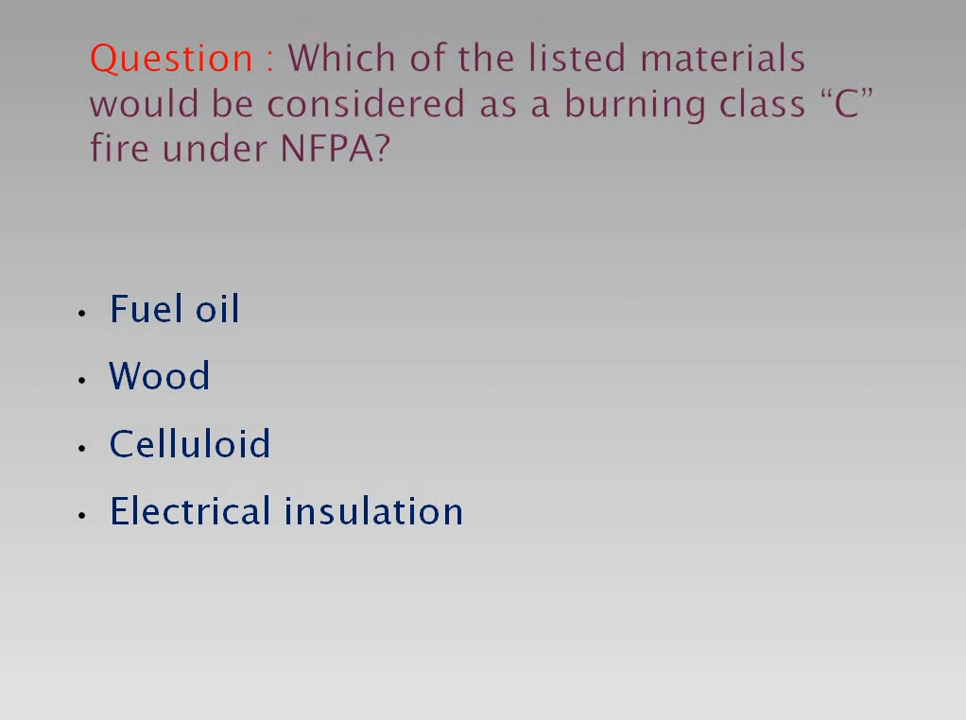 Question : Which of the listed materials
would be considered as a burning class “C”
fire under NFPA?
• Fuel oil
• Wood
• Celluloid
• Electrical insulation